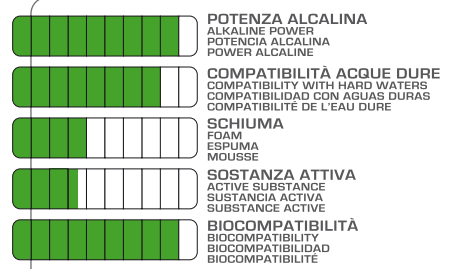 POTENZA ALCALINA
ALKALINE POWER
POTENCIA ALCALINA
POWER ALCALINE
COMPATIBILITÀ ACQUE DURE
COMPATIBILITY WITH HARD WATERS
COMPATIBILIDAD CON AGUAS DURAS
COMPATIBILITÉ DE L'EAU DURE
SCHIUMA
FOAM
ESPUMA
MOUSSE
SOSTANZA ATTIVA
ACTIVE SUBSTANCE
SUSTANCIA ACTIVA
SUBSTANCE ACTIVE
BIOCOMPATIBILITÀ
BIOCOMPATIBILITY
BIOCOMPATIBILIDAD
BIOCOMPATIBILITÉ